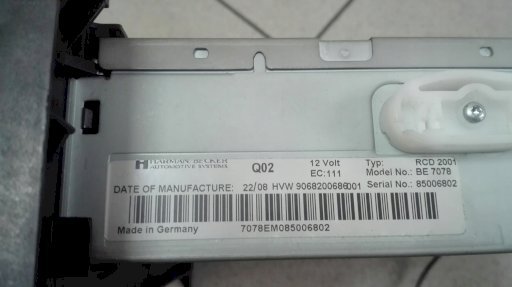 HARMAN/BECKER Q02 12 Volt Typ: RCD 2001
AUTOMOTIVE SYSTEMS EC:111 Model No.: BE 7078
DATE OF MANUFACTURE: 22/08 HVW 9068200686001 Serial No.: 85006802
Made in Germany 7078EM085006802